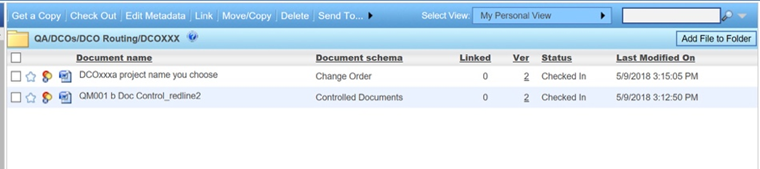 Get a Copy | Check Out | Edit Metadata | Link | Move/Copy | Delete | Send To... Select View: My Personal View
QA/DCOs/DCO Routing/DCOXXX Add File to Folder
Document name Document schema Linked Ver Status Last Modified On
DCOxxxa project name you choose Change Order 0 2 Checked In 5/9/2018 3:15:05 PM
QM001 b Doc Control_redline2 Controlled Documents 0 2 Checked In 5/9/2018 3:12:50 PM